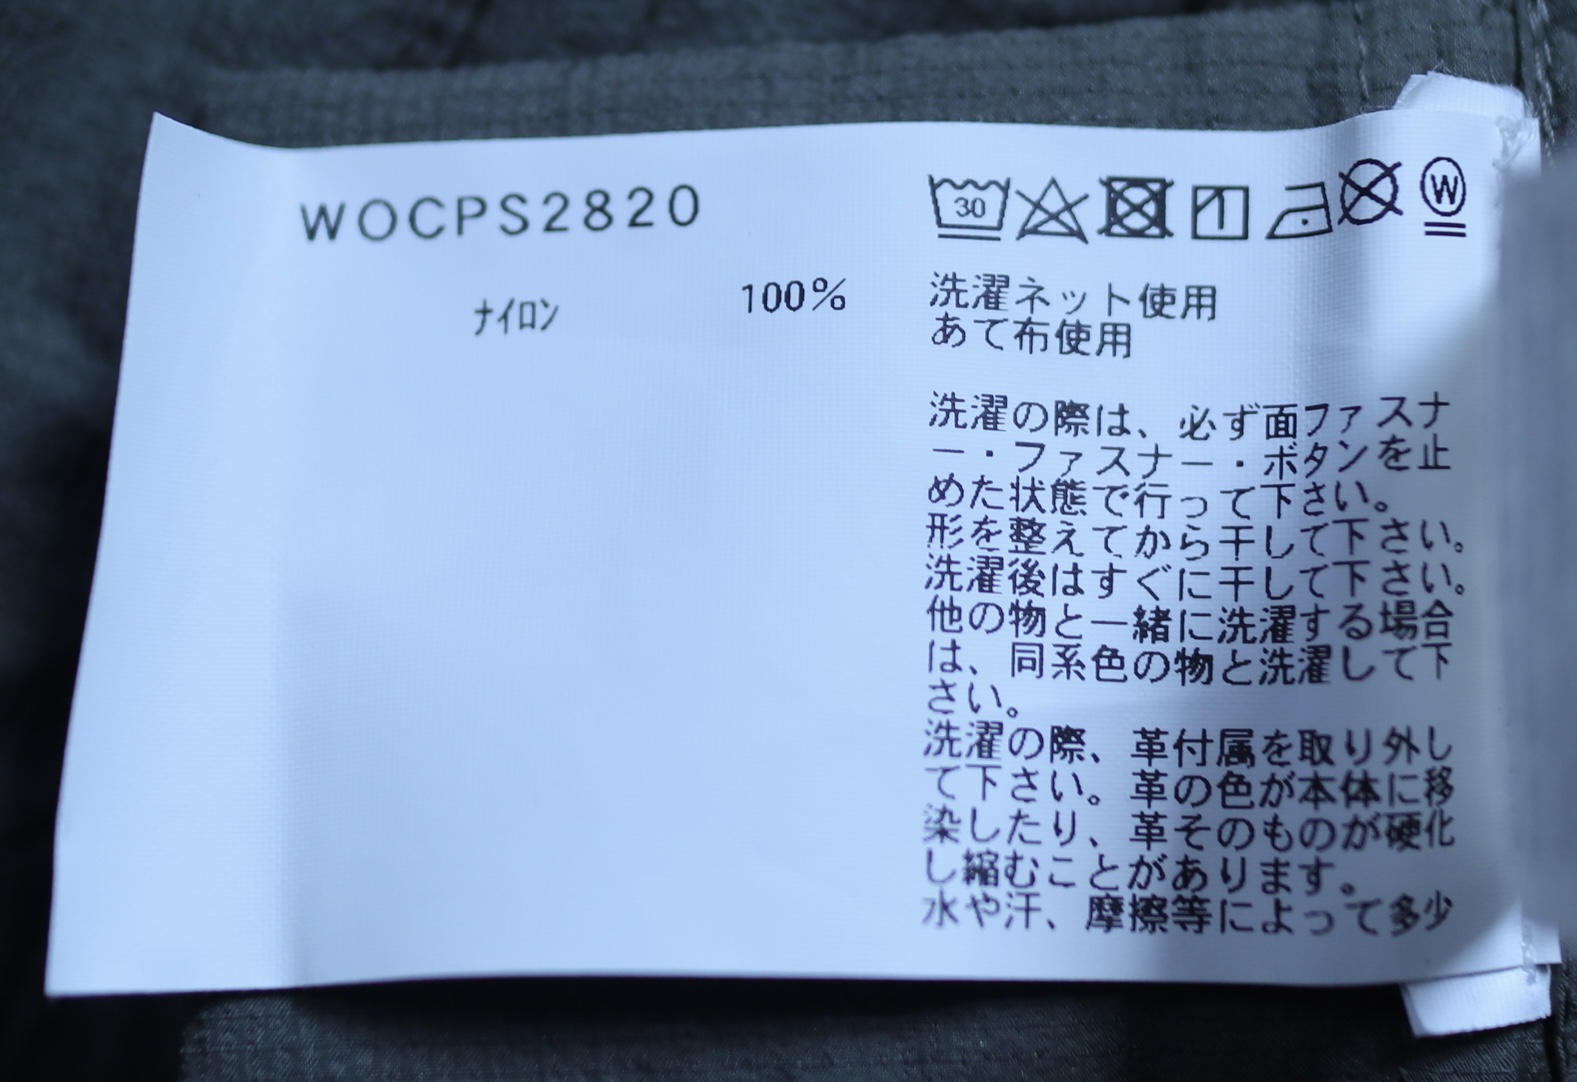 WOCPS2820
ナイロン 100%
30
W
洗濯ネット使用
あて布使用
洗濯の際は、必ず面ファスナ
ー・ファスナー・ボタンを止
めた状態で行って下さい。
形を整えてから干して下さい。
洗濯後はすぐに干して下さい。
他の物と一緒に洗濯する場合
は、同系色の物と洗濯して下
さい。
洗濯の際、革付属を取り外し
て下さい。革の色が本体に移
染したり、革そのものが硬化
し縮むことがあります。
水や汗、摩擦等によって多少